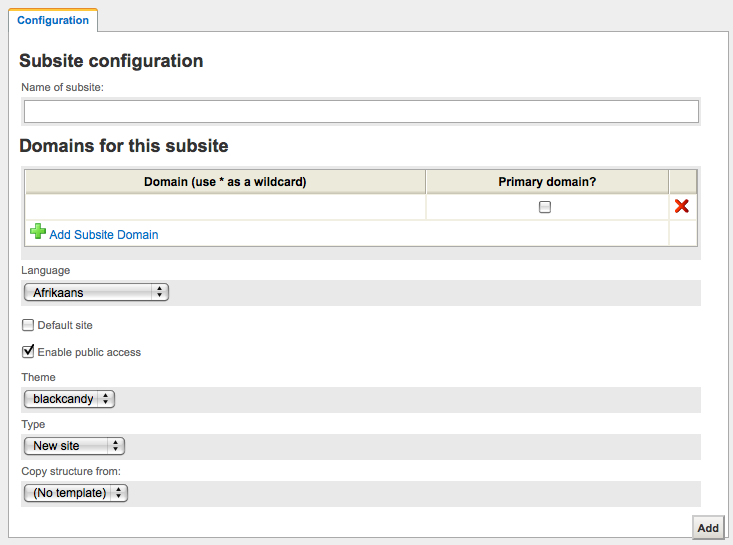 Configuration
Subsite configuration
Name of subsite:
Domains for this subsite
Domain (use * as a wildcard) Primary domain?
Add Subsite Domain
Language
Afrikaans
Default site
Enable public access
Theme
blackcandy
Type
New site
Copy structure from:
(No template)
Add